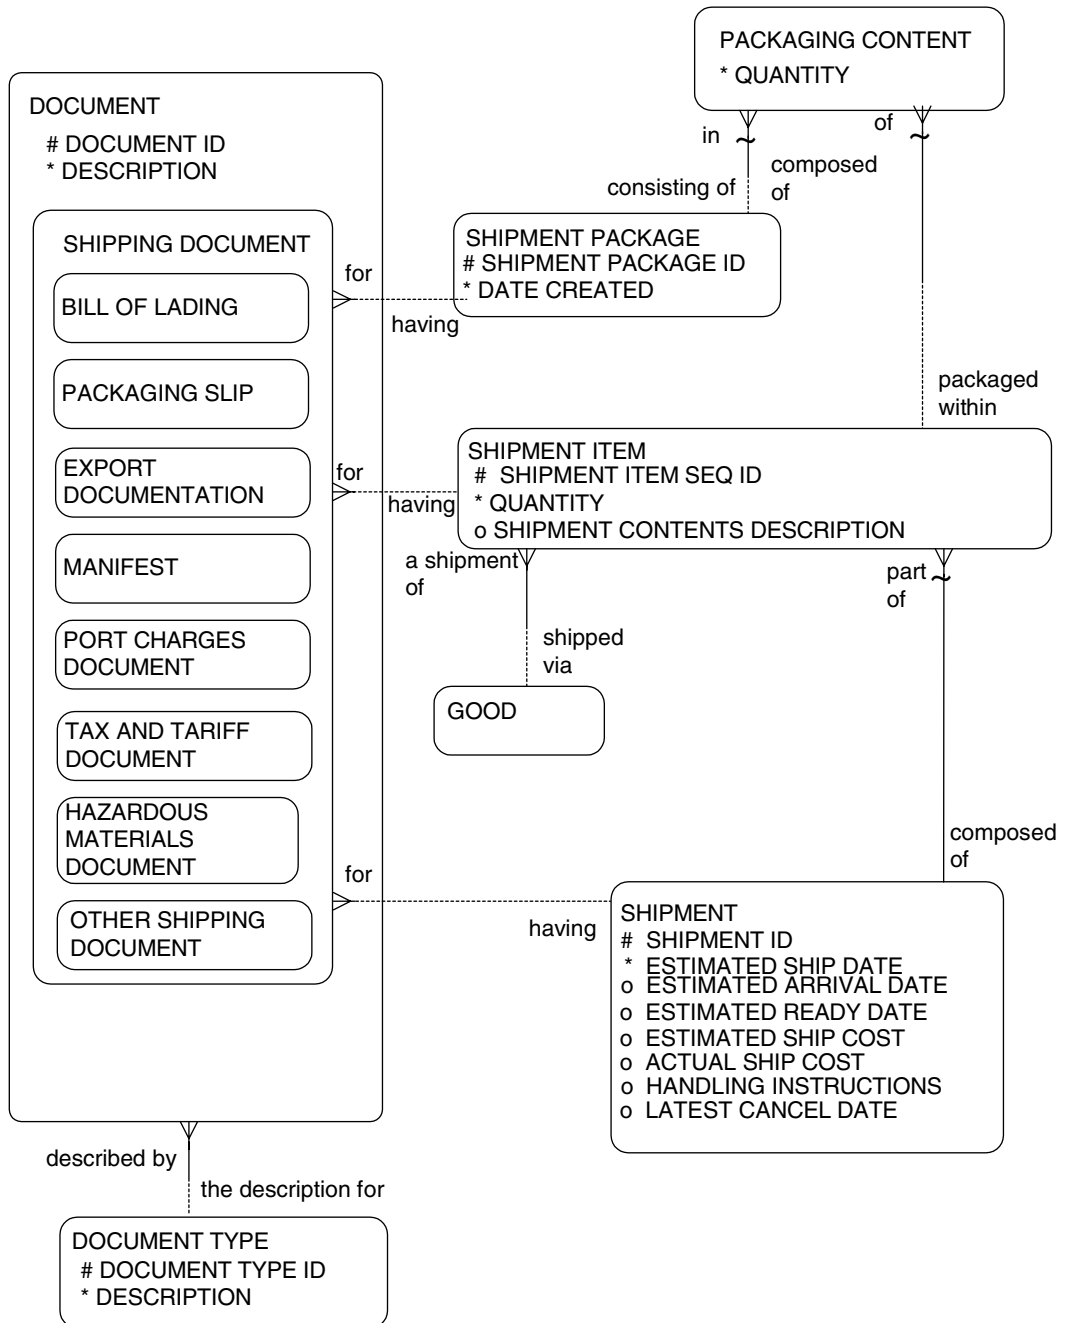 PACKAGING CONTENT
* QUANTITY
in
of
composed
of
consisting of
DOCUMENT
# DOCUMENT ID
* DESCRIPTION
SHIPPING DOCUMENT
BILL OF LADING
PACKAGING SLIP
EXPORT
DOCUMENTATION
MANIFEST
PORT CHARGES
DOCUMENT
TAX AND TARIFF
DOCUMENT
HAZARDOUS
MATERIALS
DOCUMENT
OTHER SHIPPING
DOCUMENT
for
having
SHIPMENT PACKAGE
# SHIPMENT PACKAGE ID
* DATE CREATED
packaged
within
for
having
SHIPMENT ITEM
# SHIPMENT ITEM SEQ ID
* QUANTITY
o SHIPMENT CONTENTS DESCRIPTION
a shipment
of
part
of
shipped
via
GOOD
composed
of
for
having
SHIPMENT
# SHIPMENT ID
* ESTIMATED SHIP DATE
o ESTIMATED ARRIVAL DATE
o ESTIMATED READY DATE
o ESTIMATED SHIP COST
o ACTUAL SHIP COST
o HANDLING INSTRUCTIONS
o LATEST CANCEL DATE
described by
the description for
DOCUMENT TYPE
# DOCUMENT TYPE ID
* DESCRIPTION